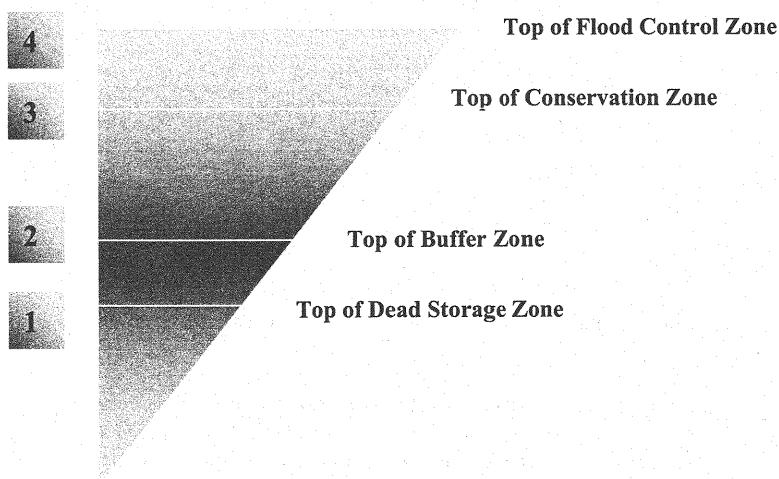 4
Top of Flood Control Zone
3
Top of Conservation Zone
2
Top of Buffer Zone
1
Top of Dead Storage Zone